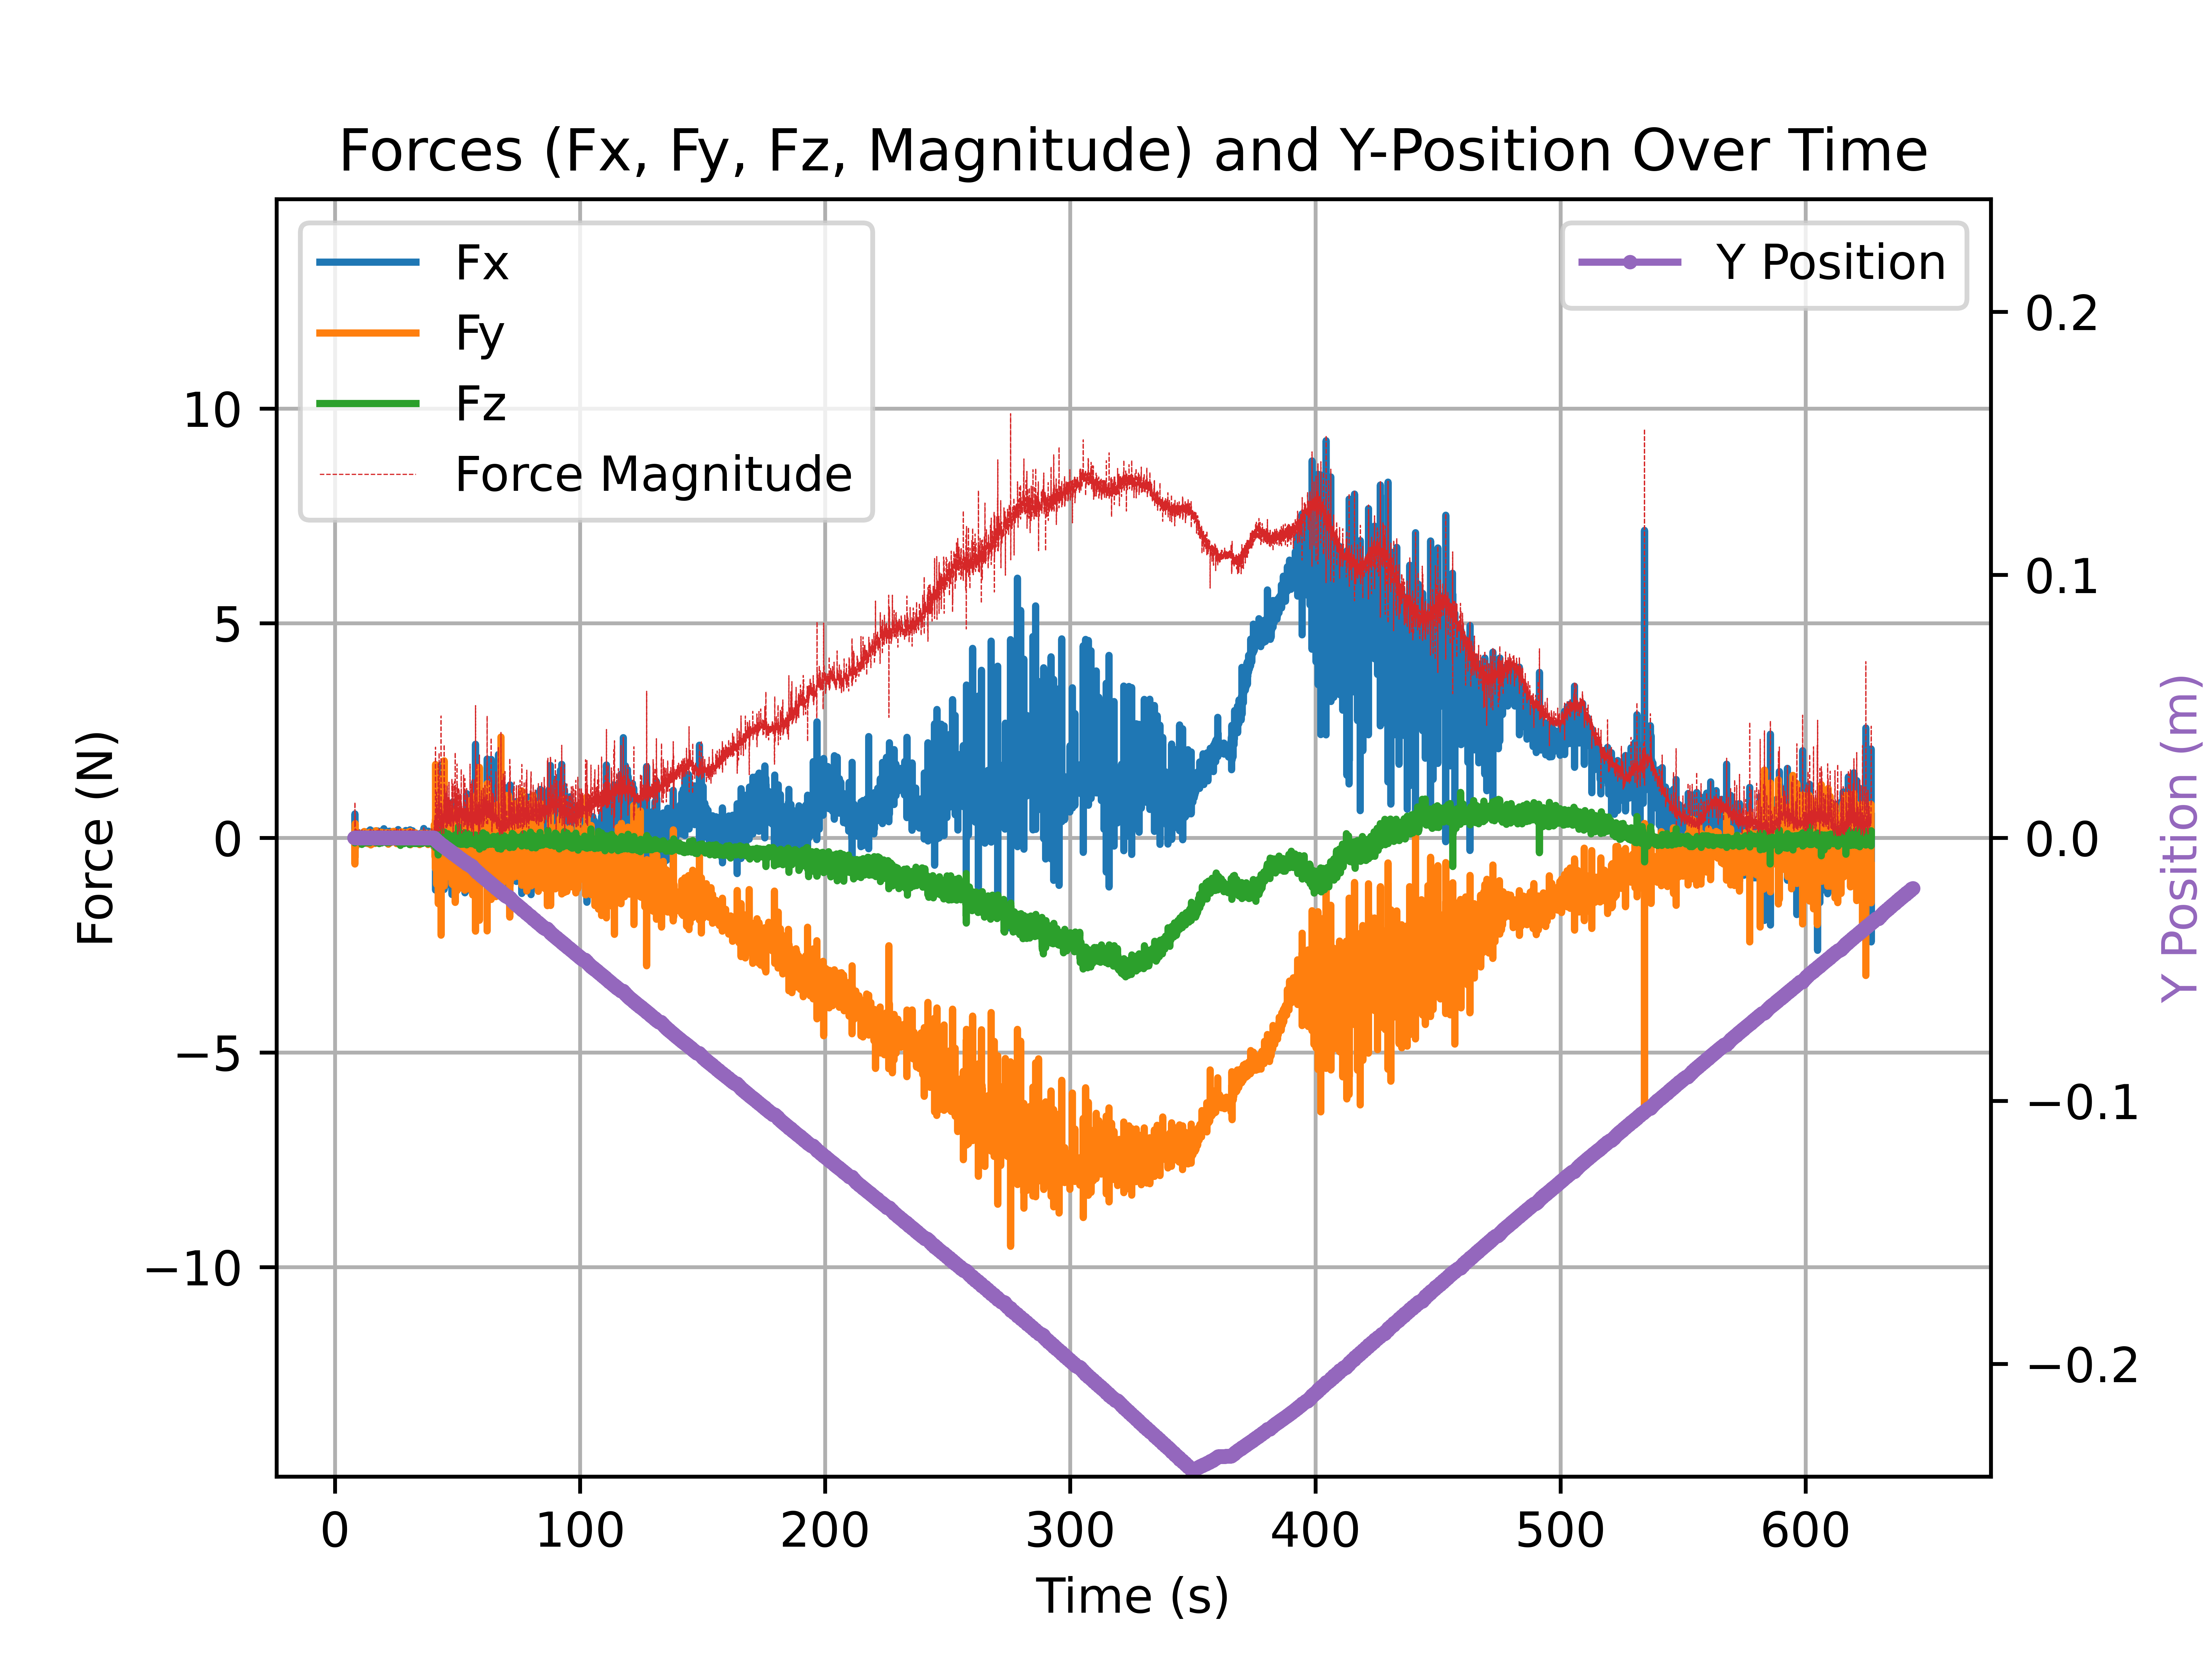 Forces (Fx, Fy, Fz, Magnitude) and Y-Position Over Time
Fx
Fy
Fz
Force Magnitude
Y Position
10
5
0
−5
−10
Force (N)
0.2
0.1
0.0
−0.1
−0.2
Y Position (m)
0 100 200 300 400 500 600
Time (s)